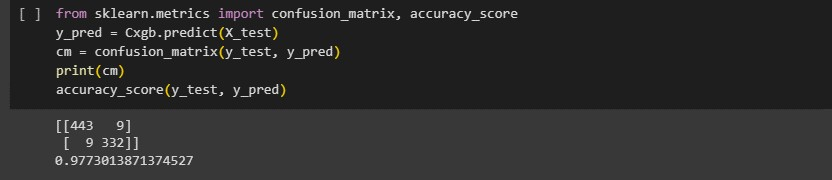 [ ] from sklearn.metrics import confusion_matrix, accuracy_score
y_pred = Cxgb.predict(X_test)
cm = confusion_matrix(y_test, y_pred)
print(cm)
accuracy_score(y_test, y_pred)
[[443   9]
 [  9 332]]
0.9773013871374527